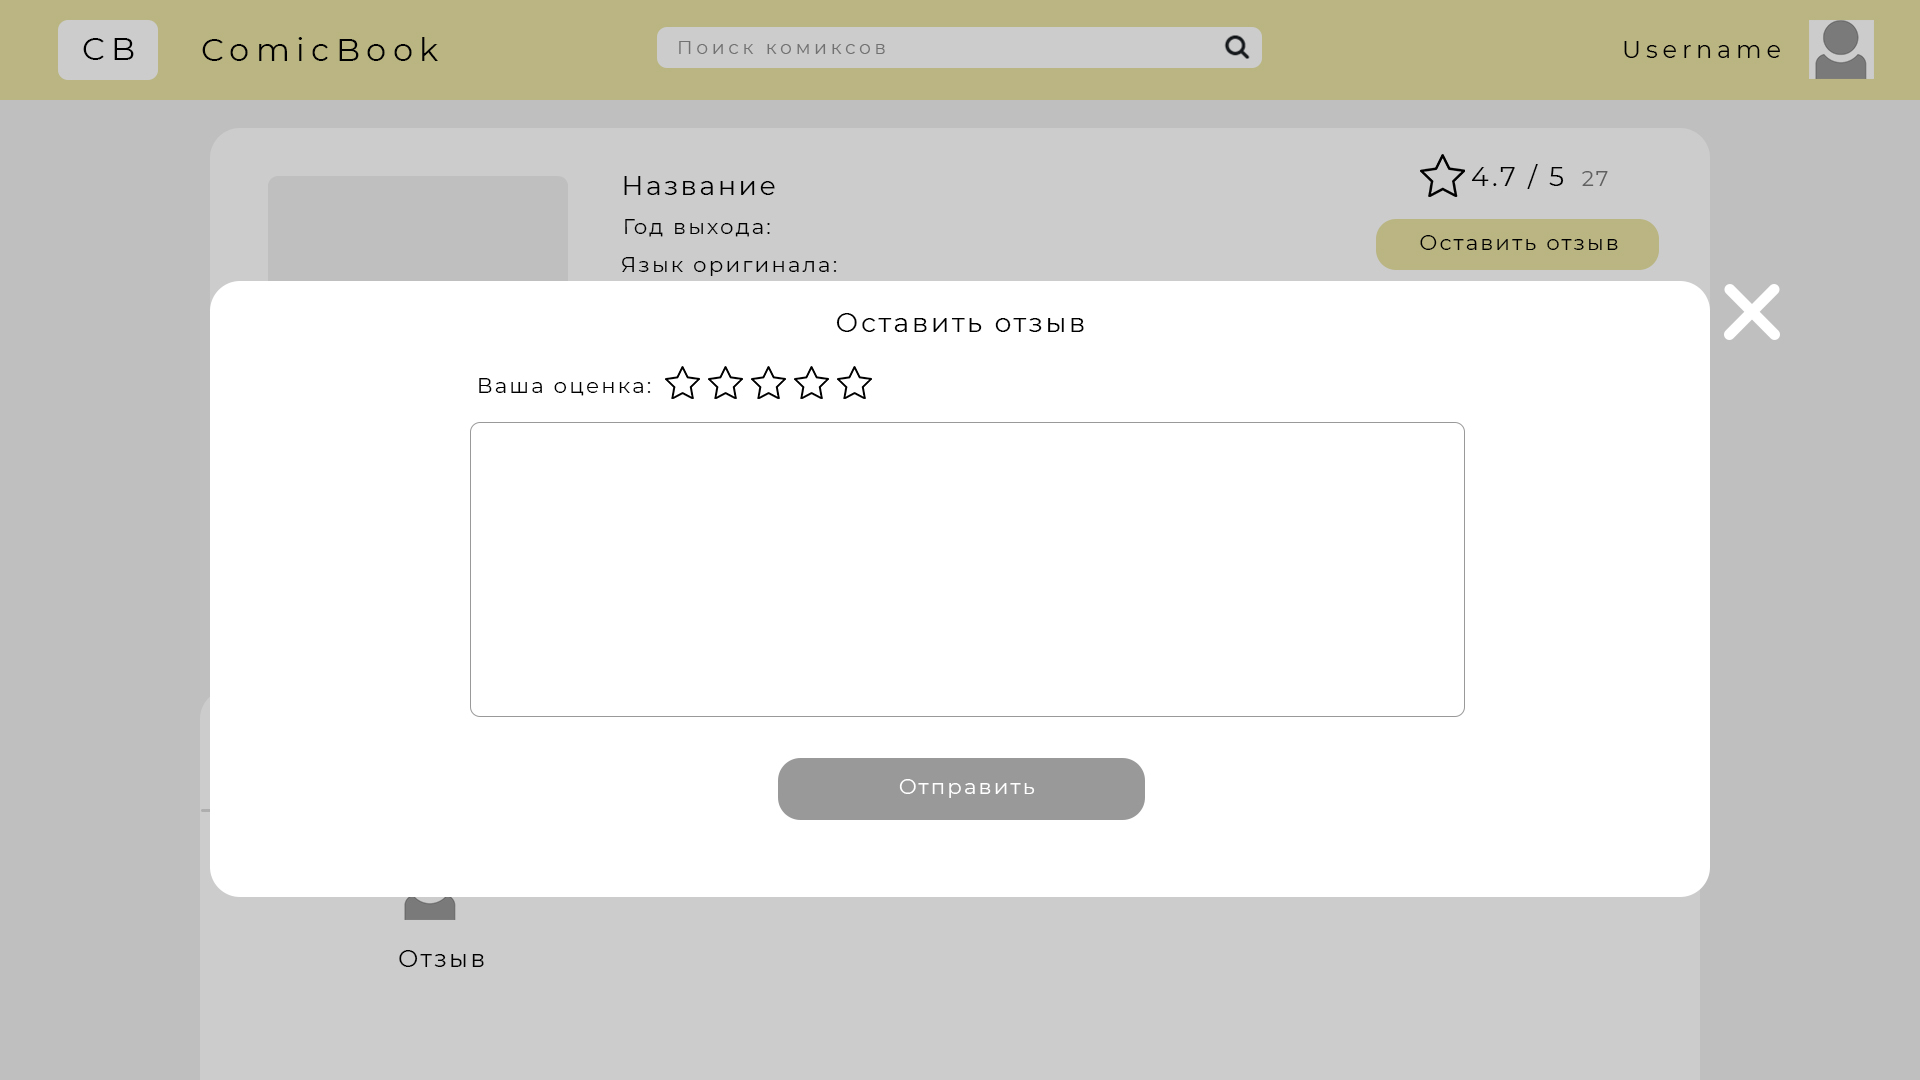 CB
ComicBook
Поиск комиксов
Username
Название
4.7 / 5 27
Год выхода:
Оставить отзыв
Язык оригинала:
Оставить отзыв
Ваша оценка:
Отправить
Отзыв